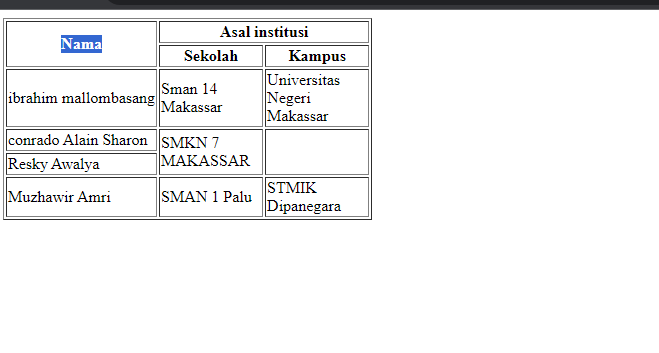 Nama
Asal institusi
Sekolah
Kampus
ibrahim mallombasang
Sman 14
Makassar
Universitas
Negeri
Makassar
conrado Alain Sharon
SMKN 7
MAKASSAR
Resky Awalya
Muzhawir Amri
SMAN 1 Palu
STMIK
Dipanegara